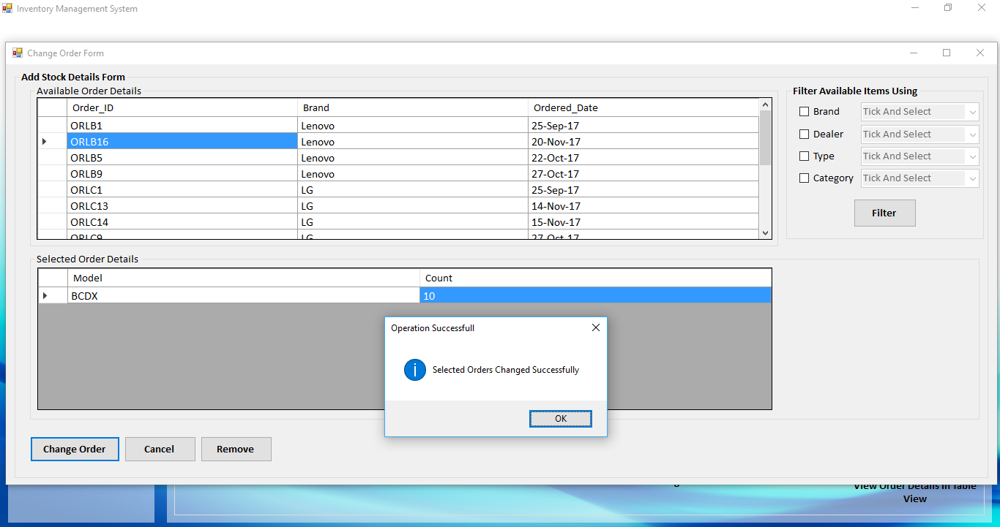 Inventory Management System
Change Order Form
Add Stock Details Form
Available Order Details
Order_ID Brand Ordered_Date
ORLB1 Lenovo 25-Sep-17
ORLB16 Lenovo 20-Nov-17
ORLB5 Lenovo 22-Oct-17
ORLB9 Lenovo 27-Oct-17
ORLC1 LG 25-Sep-17
ORLC13 LG 14-Nov-17
ORLC14 LG 15-Nov-17
ORLC9 LG 27-Oct-17
Filter Available Items Using
Brand Tick And Select
Dealer Tick And Select
Type Tick And Select
Category Tick And Select
Filter
Selected Order Details
Model Count
BCDX 10
Operation Successfull
Selected Orders Changed Successfully
OK
Change Order Cancel Remove
View Order Details In Table
View